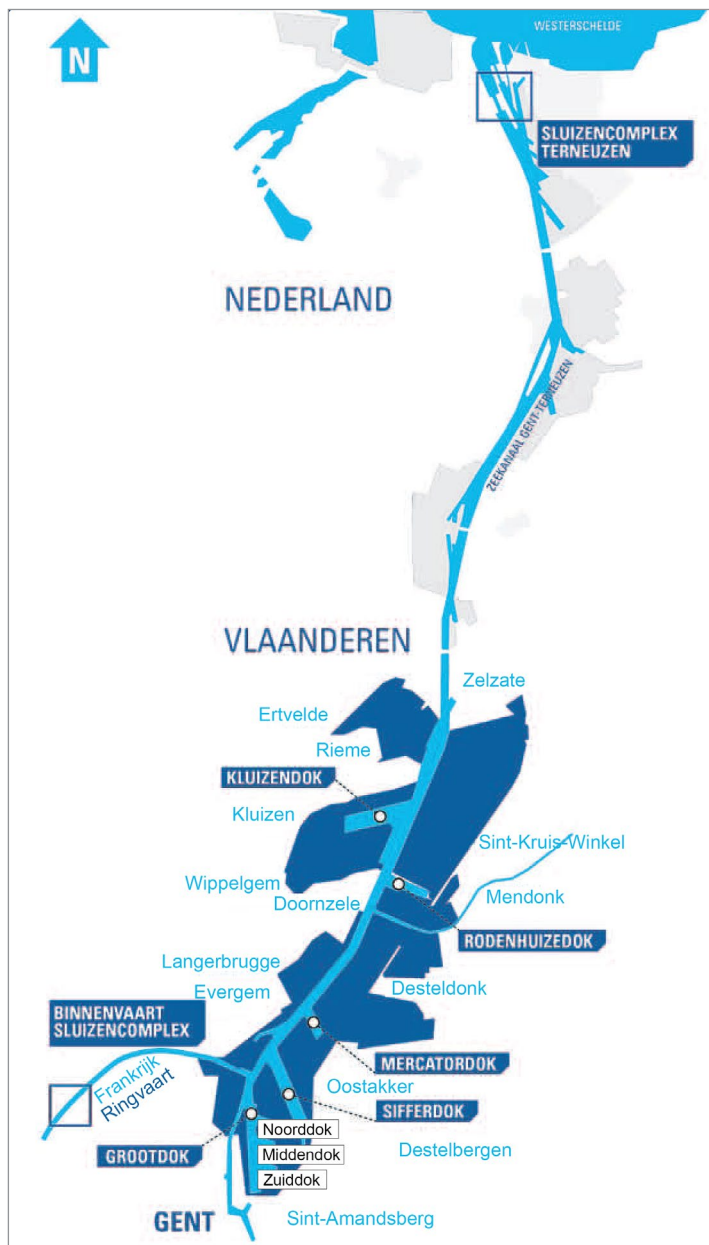 WESTERSCHELDE
N
SLUIZENCOMPLEX
TERNEUZEN
NEDERLAND
ZEEKANAAL GENT-TERNEUZEN
VLAANDEREN
Zelzate
Ertvelde
Rieme
KLUIZENDOK
Kluizen
Sint-Kruis-Winkel
Wippelgem
Mendonk
Doornzele
RODENHUIZEDOK
Langerbrugge
Desteldonk
Evergem
BINNENVAART
SLUIZENCOMPLEX
MERCATORDOK
Frankrijk
Ringvaart
Oostakker
SIFFERDOK
Noorddok
Destelbergen
GROOTDOK
Middendok
Zuiddok
GENT
Sint-Amandsberg